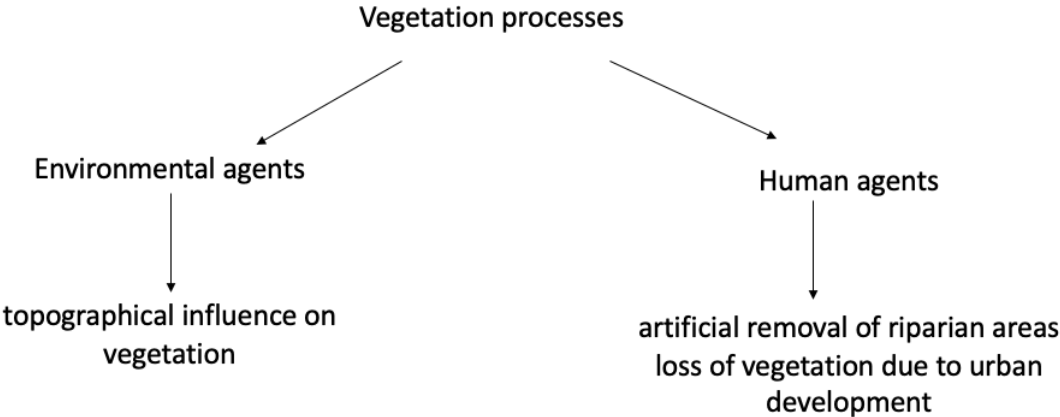 Vegetation processes
Environmental agents
Human agents
topographical influence on
vegetation
artificial removal of riparian areas
loss of vegetation due to urban
development